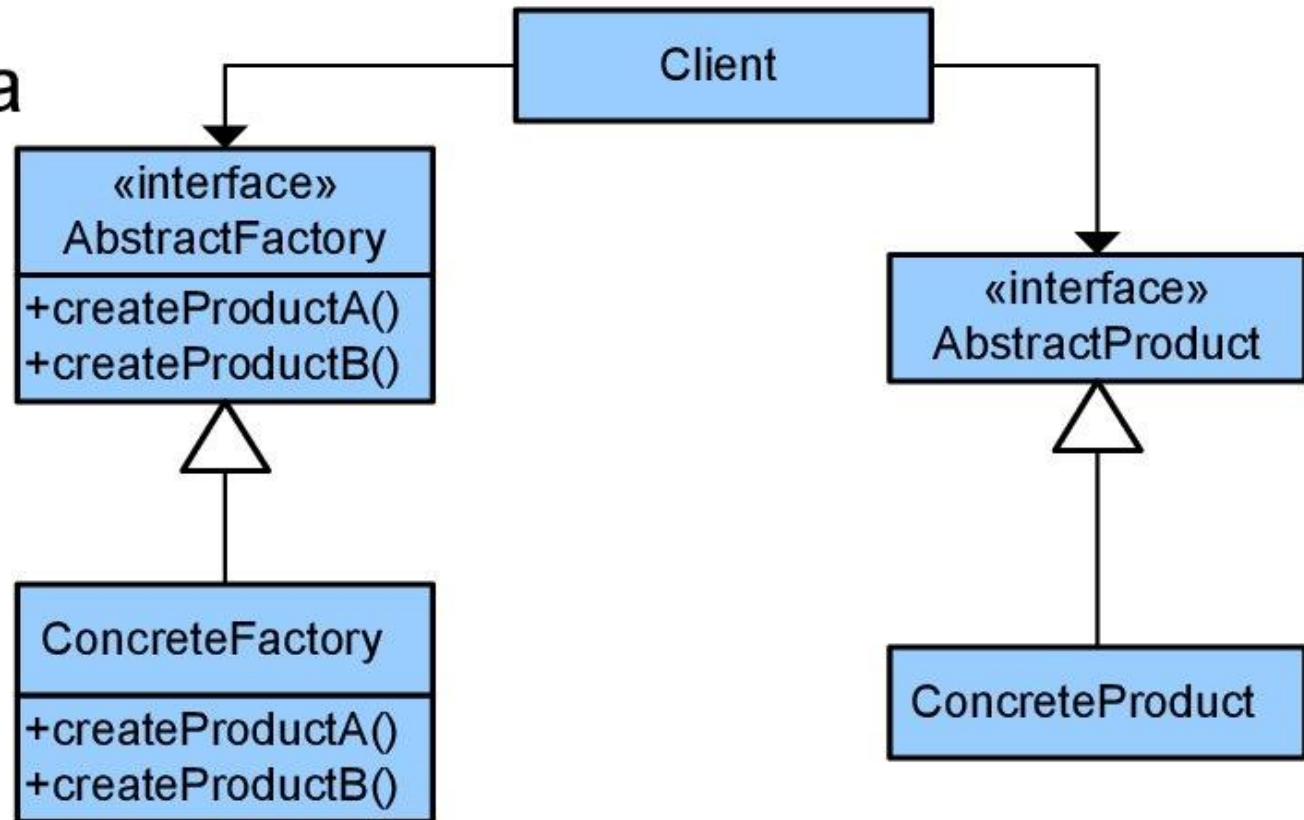 a
Client
«interface»
AbstractFactory
+createProductA()
+createProductB()
«interface»
AbstractProduct
ConcreteFactory
+createProductA()
+createProductB()
ConcreteProduct